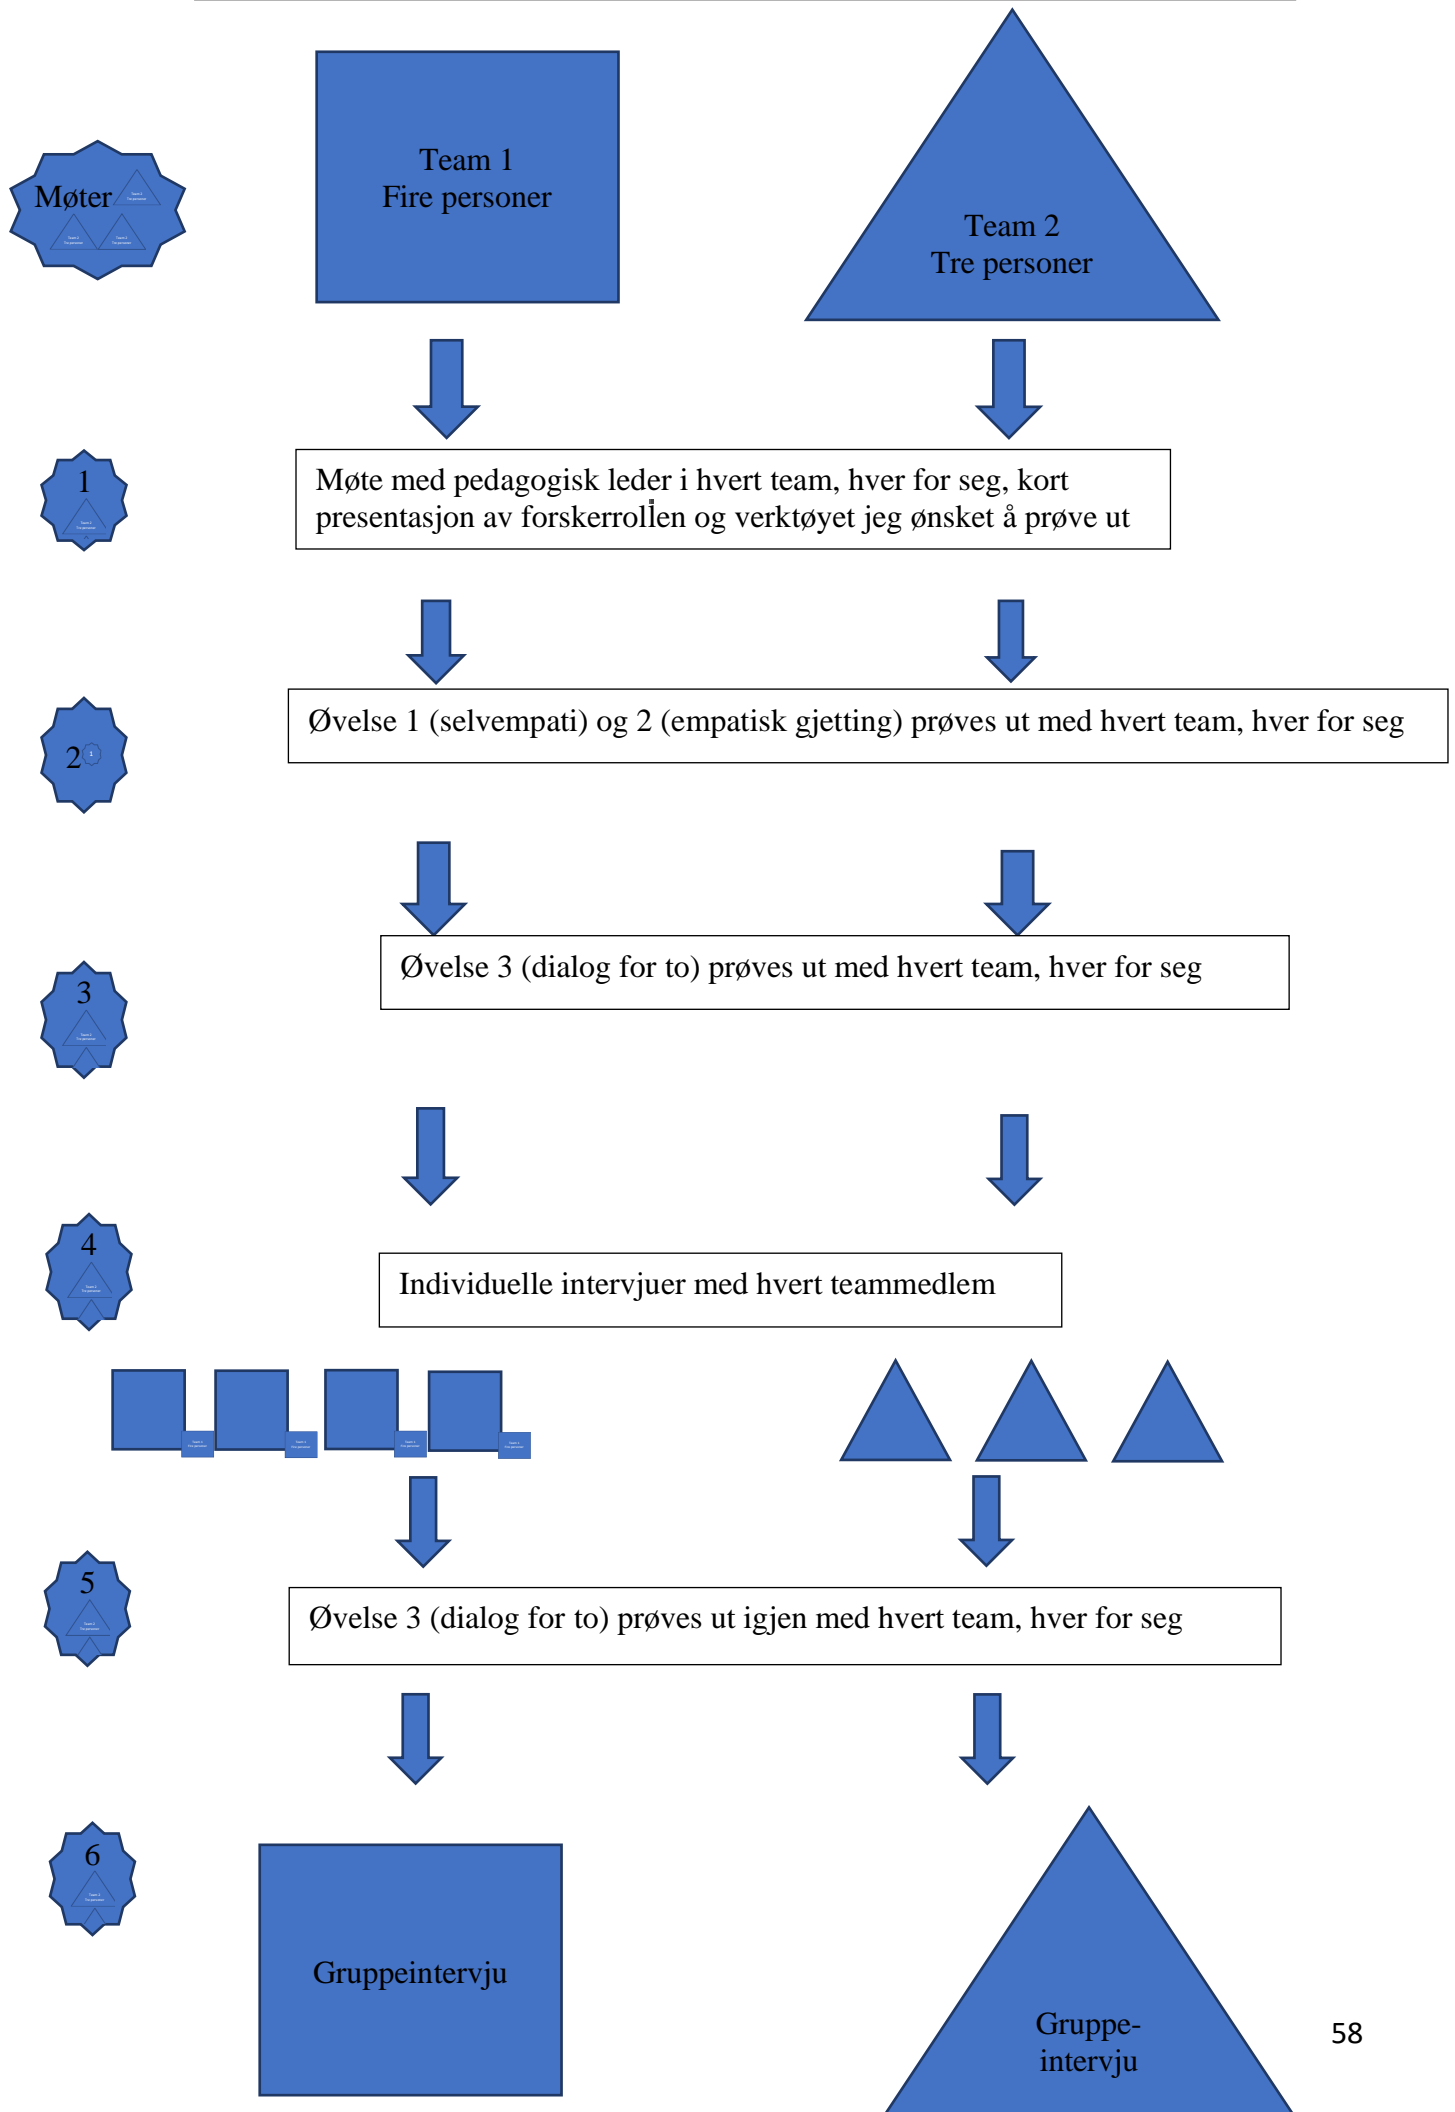 Team 1
Fire personer
Team 2
Tre personer
Møter
1
Møte med pedagogisk leder i hvert team, hver for seg, kort
presentasjon av forskerrollen og verktøyet jeg ønsket å prøve ut
2
1
Øvelse 1 (selvempati) og 2 (empatisk gjetting) prøves ut med hvert team, hver for seg
3
Øvelse 3 (dialog for to) prøves ut med hvert team, hver for seg
4
Individuelle intervjuer med hvert teammedlem
5
Øvelse 3 (dialog for to) prøves ut igjen med hvert team, hver for seg
6
Gruppeintervju
Gruppe-
intervju
58